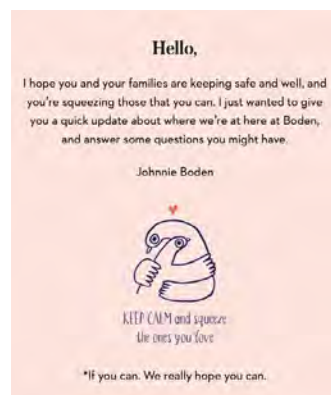 Hello,
I hope you and your families are keeping safe and well, and
you're squeezing those that you can. I just wanted to give
you a quick update about where we're at here at Boden,
and answer some questions you might have.
Johnnie Boden
KEEP CALM and squeeze
the ones you love
*If you can. We really hope you can.